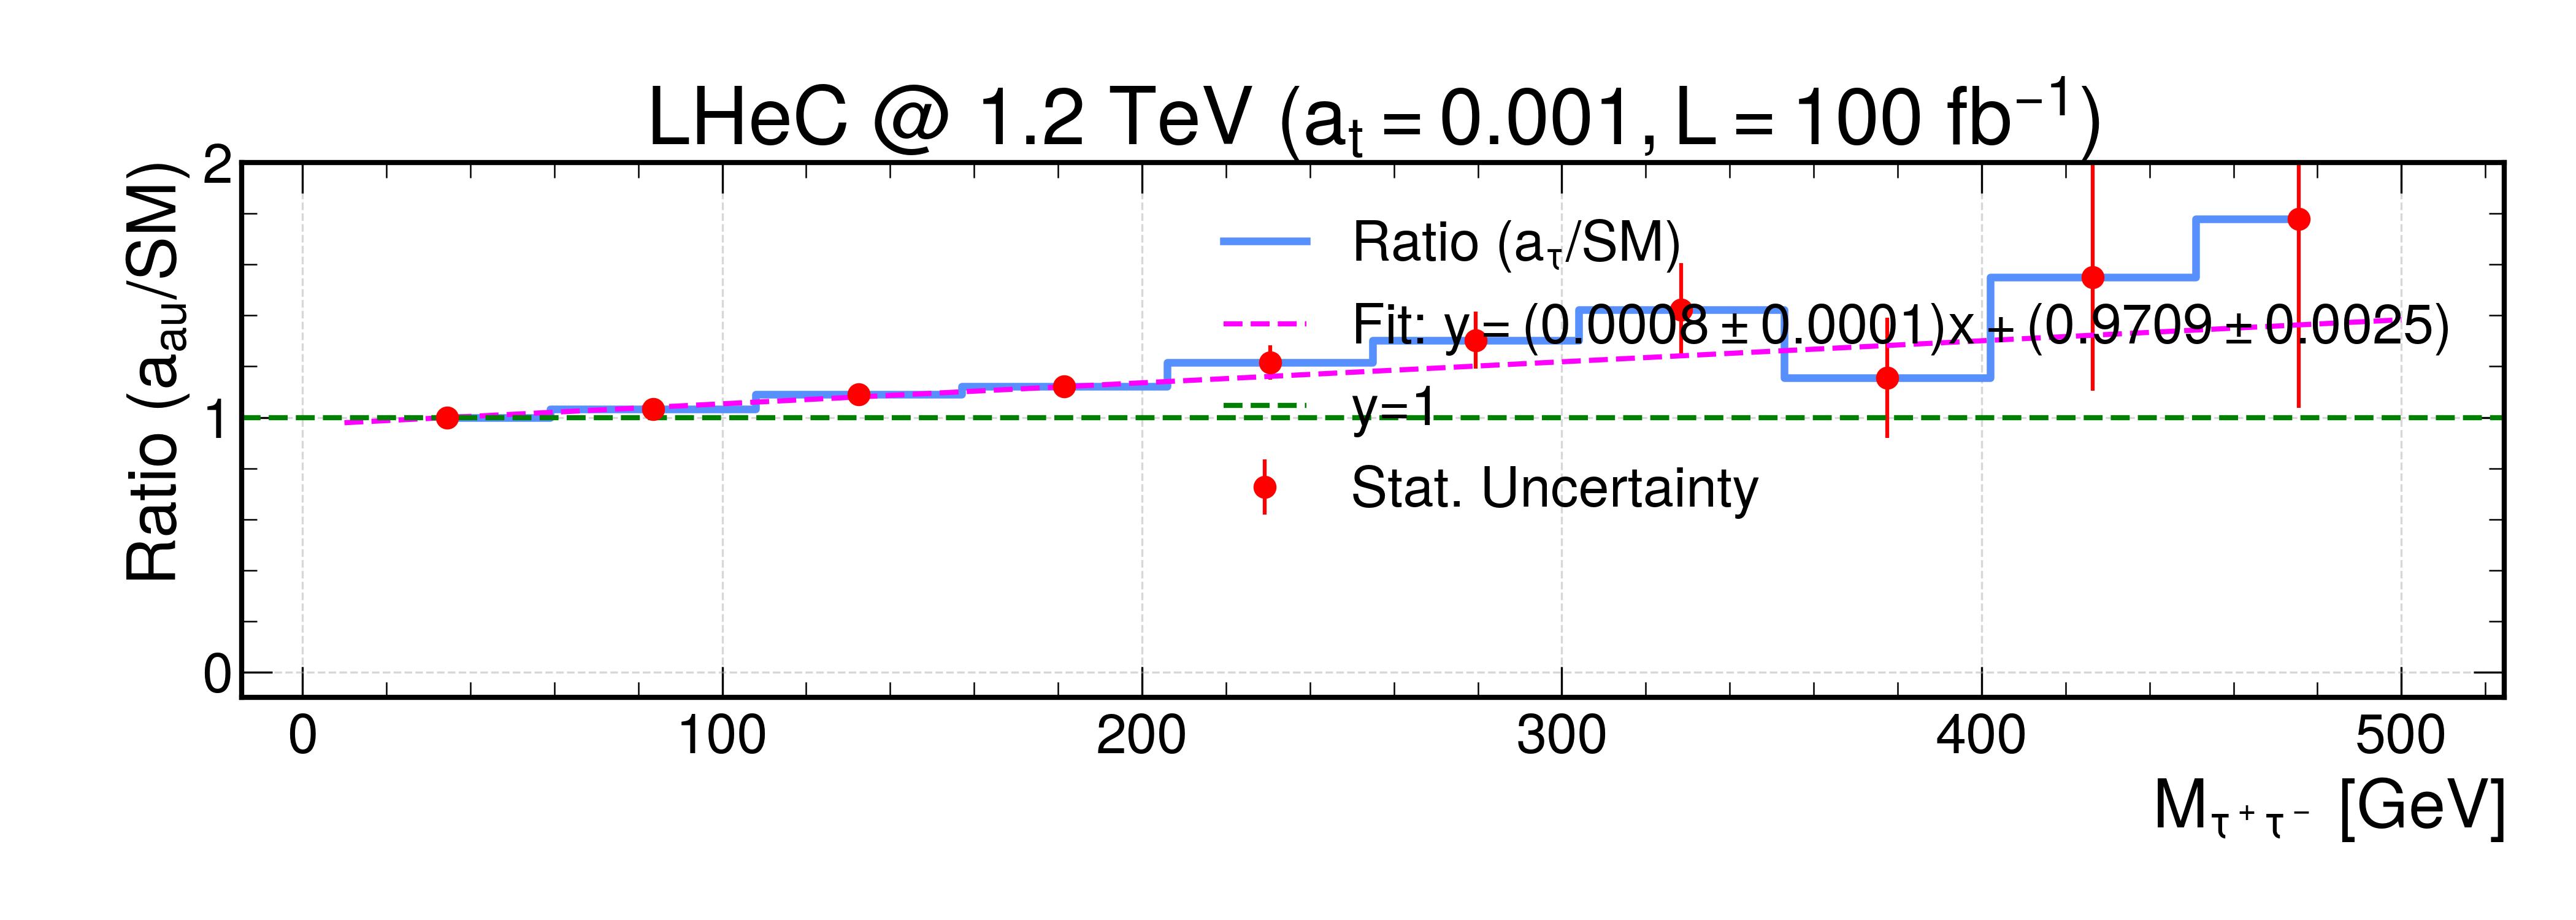 LHeC @ 1.2 TeV (aₜ = 0.001, L = 100 fb⁻¹)
Ratio (a_au/SM)
2
1
0
Ratio (a_τ/SM)
Fit: y = (0.0008 ± 0.0001)x + (0.9709 ± 0.0025)
y=1
Stat. Uncertainty
0 100 200 300 400 500
M_τ⁺τ⁻ [GeV]